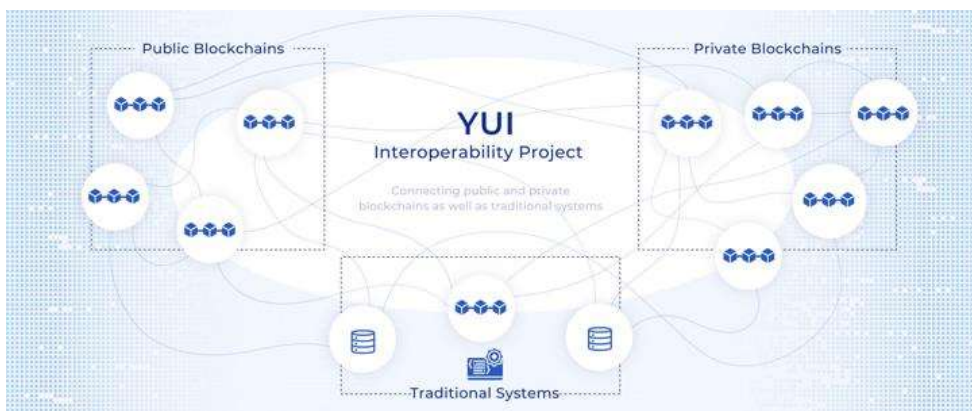 Public Blockchains
Private Blockchains
YUI
Interoperability Project
Connecting public and private
blockchains as well as traditional systems
Traditional Systems